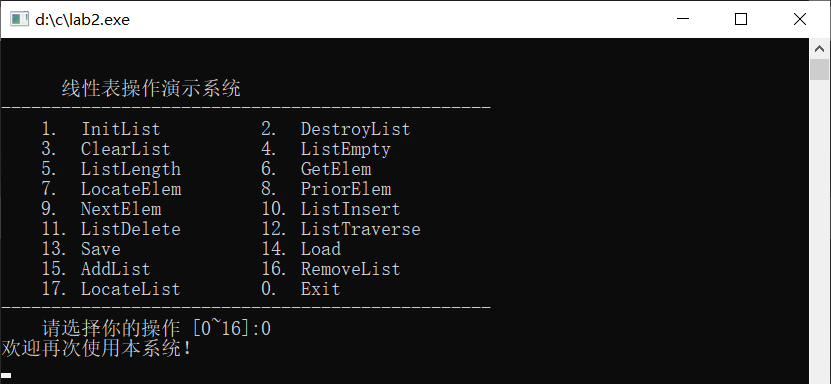 d:\c\lab2.exe
线性表操作演示系统
-------------------------------------------------
1. InitList 2. DestroyList
3. ClearList 4. ListEmpty
5. ListLength 6. GetElem
7. LocateElem 8. PriorElem
9. NextElem 10. ListInsert
11. ListDelete 12. ListTraverse
13. Save 14. Load
15. AddList 16. RemoveList
17. LocateList 0. Exit
-------------------------------------------------
请选择你的操作 [0~16]:0
欢迎再次使用本系统!